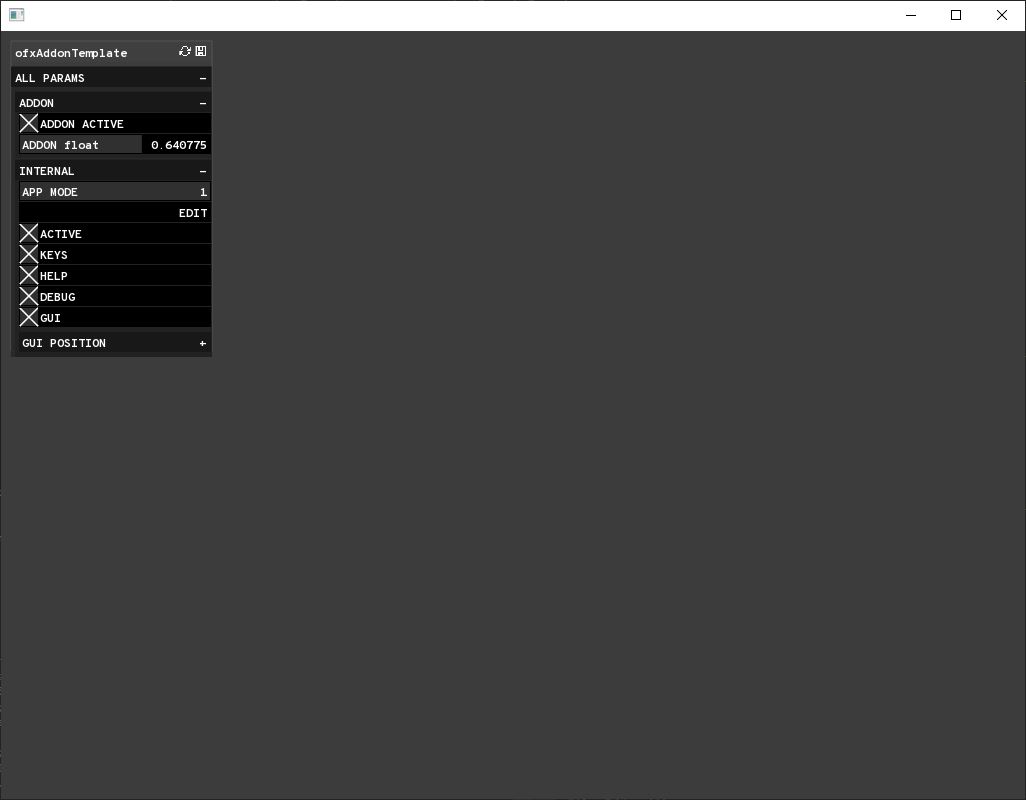 ofxAddonTemplate
ALL PARAMS -
ADDON -
ADDON ACTIVE
ADDON float 0.640775
INTERNAL -
APP MODE 1
EDIT
ACTIVE
KEYS
HELP
DEBUG
GUI
GUI POSITION +